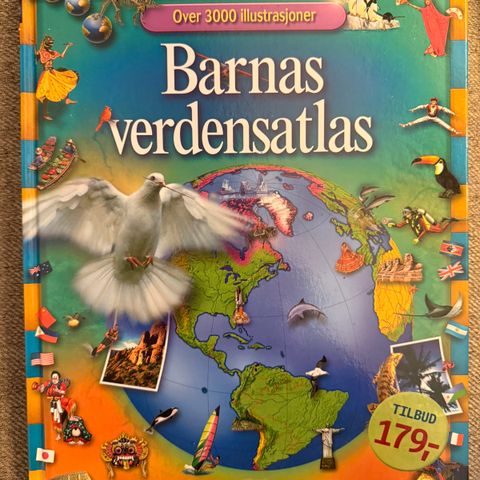 Over 3000 illustrasjoner
Barnas
verdensatlas
TILBUD
179,-